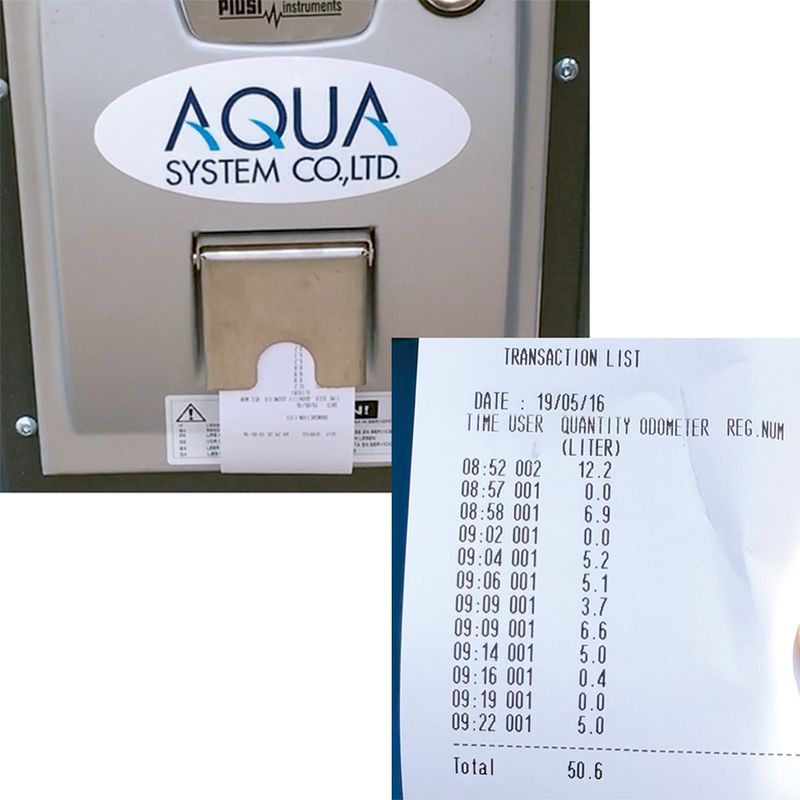 PIUSI instruments
AQUA
SYSTEM CO.,LTD.
TRANSACTION LIST
DATE : 19/05/16
TIME USER QUANTITY ODOMETER REG.NUM
(LITER)
08:52 002 12.2
08:57 001 0.0
08:58 001 6.9
09:02 001 0.0
09:04 001 5.2
09:06 001 5.1
09:09 001 3.7
09:09 001 6.6
09:14 001 5.0
09:16 001 0.4
09:19 001 0.0
09:22 001 5.0
Total 50.6